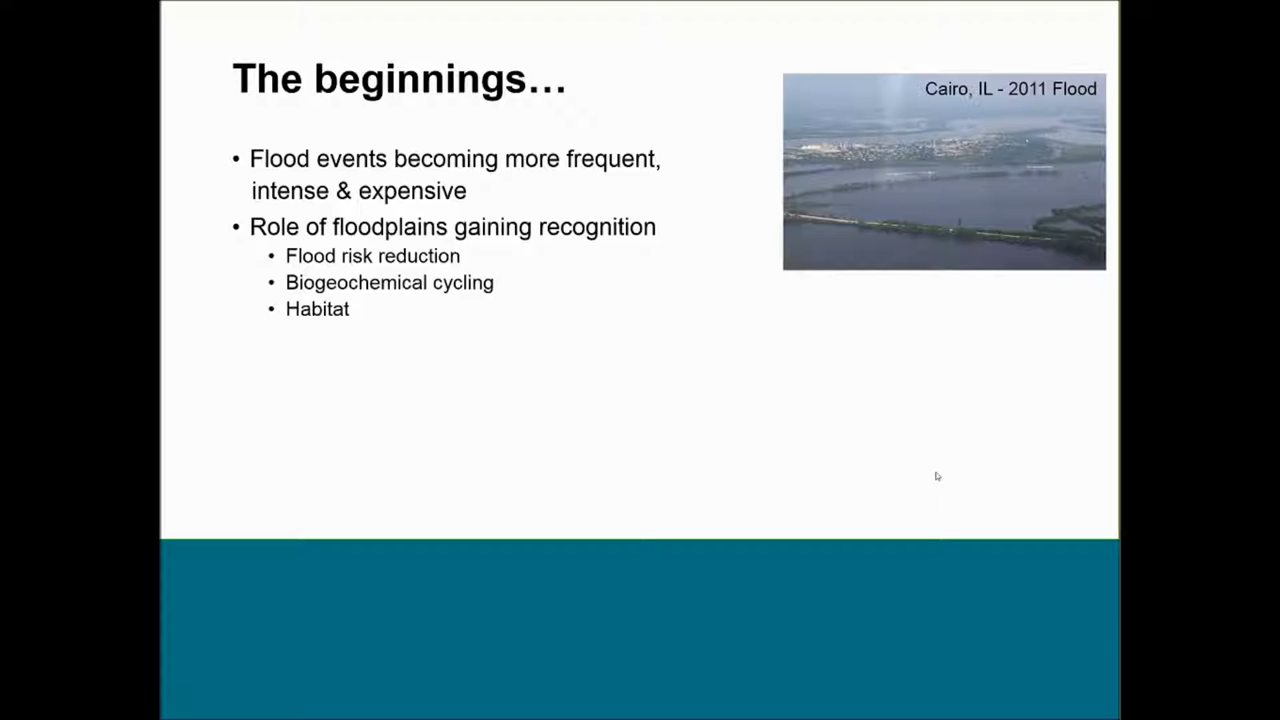 The beginnings…
Cairo, IL - 2011 Flood
• Flood events becoming more frequent,
intense & expensive
• Role of floodplains gaining recognition
• Flood risk reduction
• Biogeochemical cycling
• Habitat